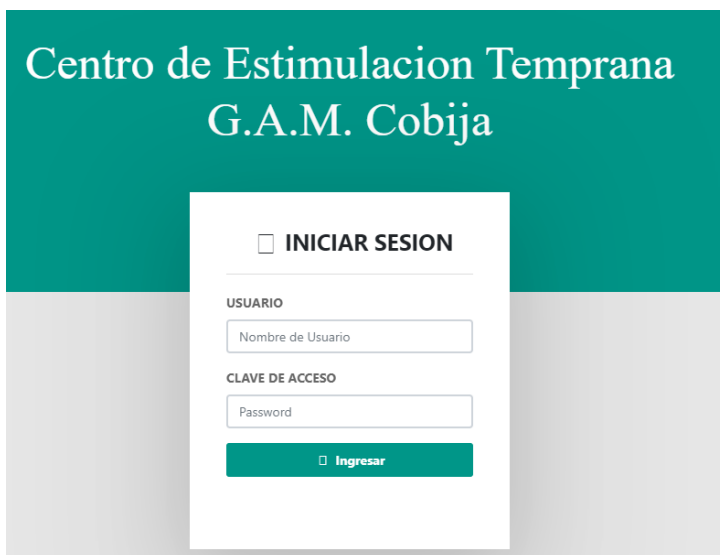 Centro de Estimulacion Temprana
G.A.M. Cobija
INICIAR SESION
USUARIO
Nombre de Usuario
CLAVE DE ACCESO
Password
Ingresar